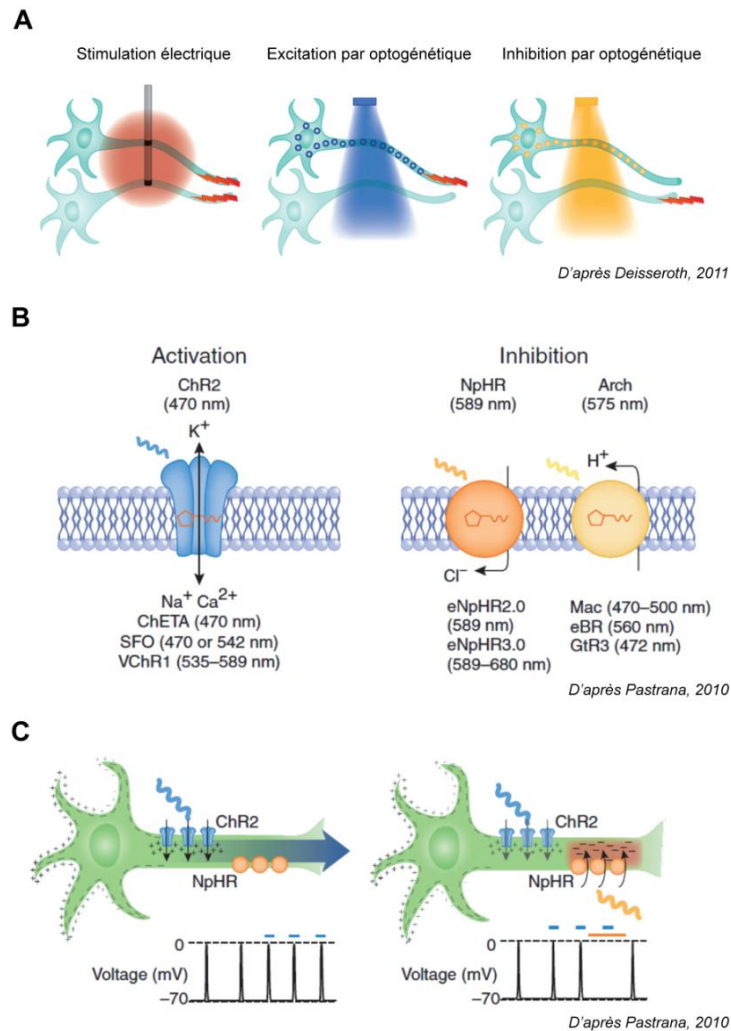 A
Stimulation électrique
Excitation par optogénétique
Inhibition par optogénétique
D'après Deisseroth, 2011
B
Activation
ChR2
(470 nm)
K+
Na+ Ca2+
ChETA (470 nm)
SFO (470 or 542 nm)
VChR1 (535–589 nm)
Inhibition
NpHR
(589 nm)
Arch
(575 nm)
H+
Cl–
eNpHR2.0
(589 nm)
eNpHR3.0
(589–680 nm)
Mac (470–500 nm)
eBR (560 nm)
GtR3 (472 nm)
D'après Pastrana, 2010
C
ChR2
NpHR
0
Voltage (mV)
–70
ChR2
NpHR
0
Voltage (mV)
–70
D'après Pastrana, 2010